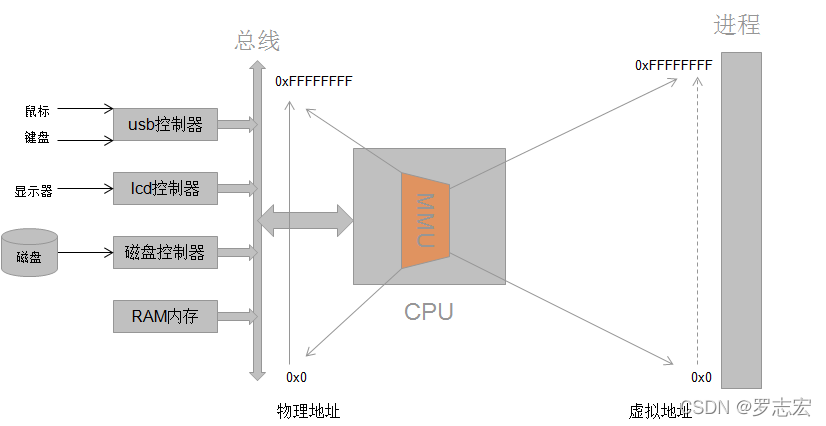 总线
进程
0xFFFFFFFF
0xFFFFFFFF
鼠标
键盘
usb控制器
显示器
lcd控制器
MMU
磁盘
磁盘控制器
RAM内存
CPU
0x0
0x0
物理地址
虚拟地址
CSDN @罗志宏